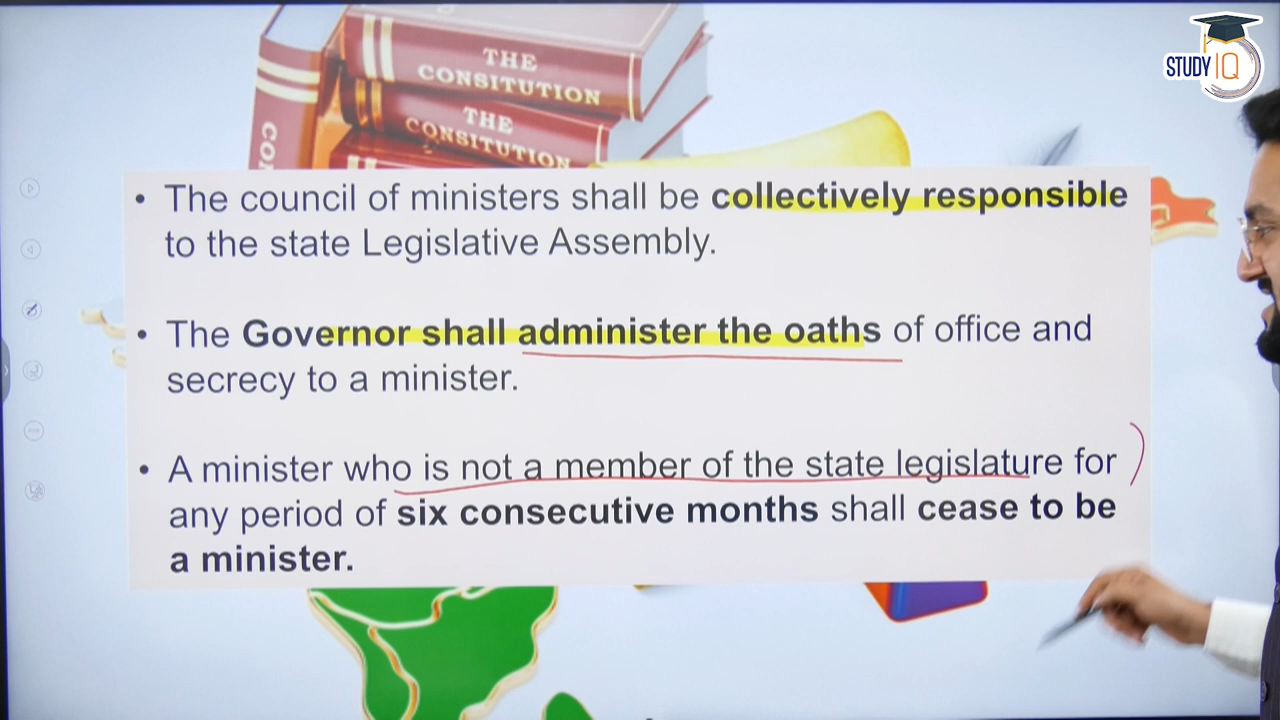 STUDY IQ
THE
CONSITUTION
THE
CONSITUTION
CO
• The council of ministers shall be collectively responsible
to the state Legislative Assembly.
• The Governor shall administer the oaths of office and
secrecy to a minister.
• A minister who is not a member of the state legislature for
any period of six consecutive months shall cease to be
a minister.